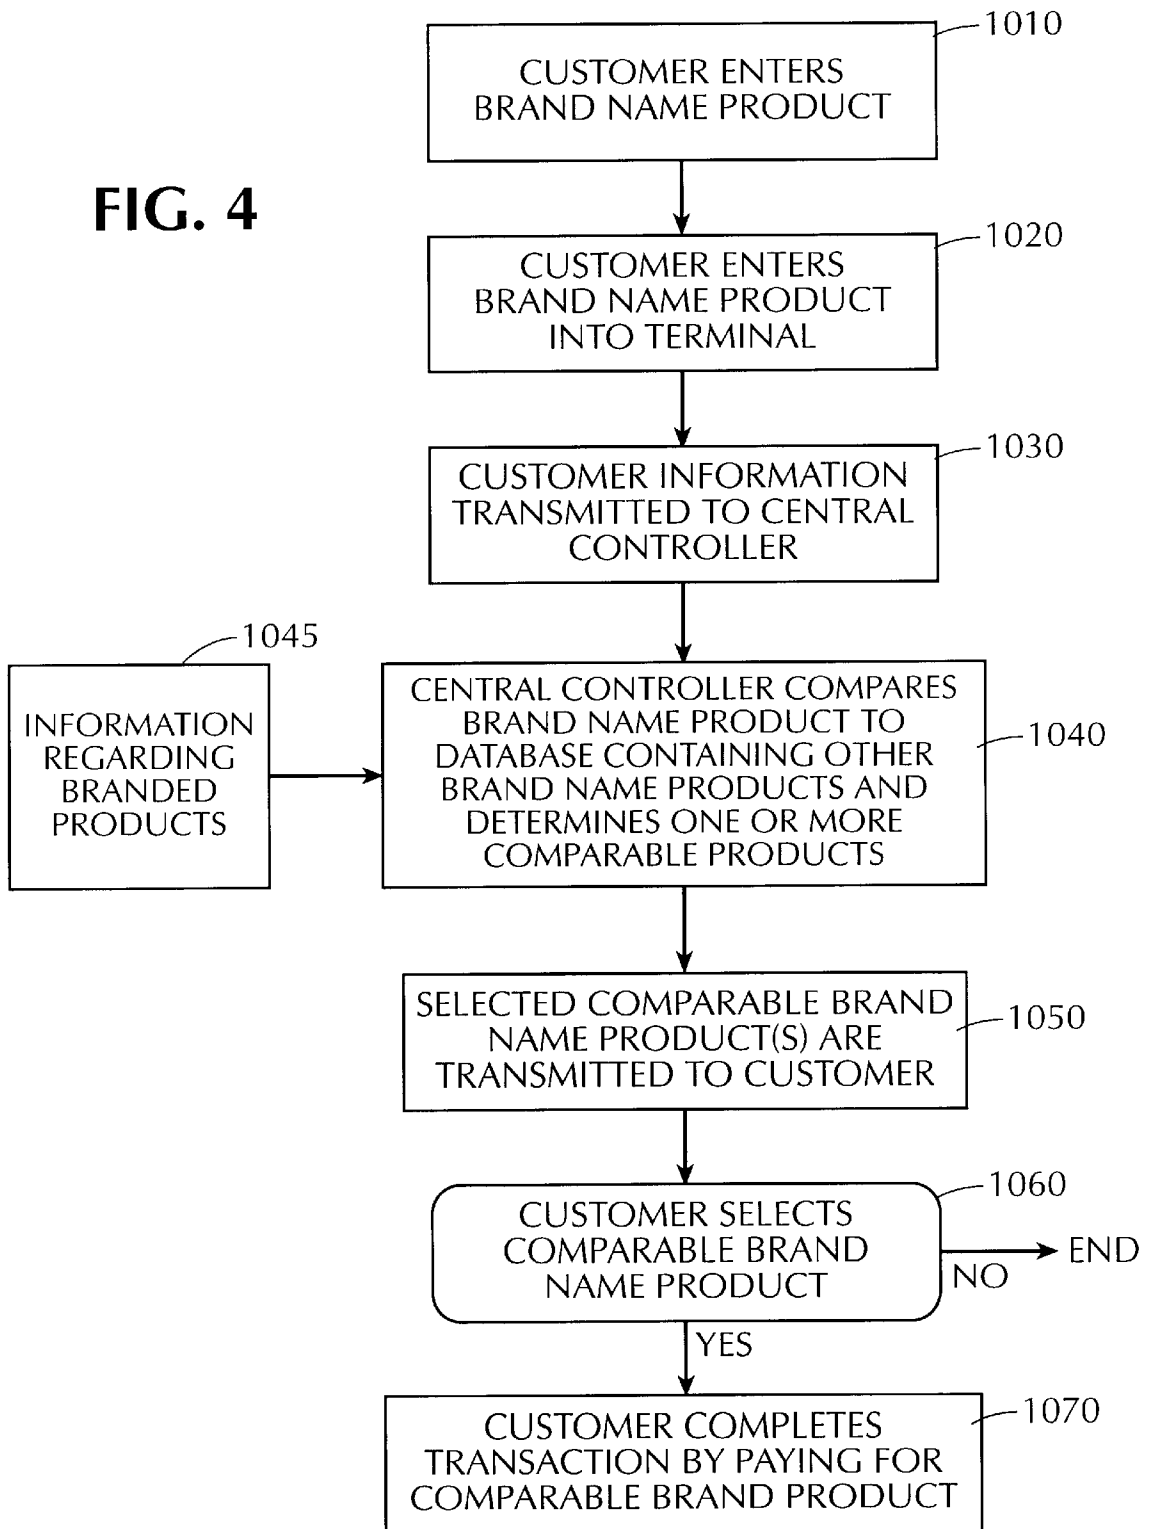 1010
CUSTOMER ENTERS
BRAND NAME PRODUCT
FIG. 4
1020
CUSTOMER ENTERS
BRAND NAME PRODUCT
INTO TERMINAL
1030
CUSTOMER INFORMATION
TRANSMITTED TO CENTRAL
CONTROLLER
1045
INFORMATION
REGARDING
BRANDED
PRODUCTS
CENTRAL CONTROLLER COMPARES
BRAND NAME PRODUCT TO
DATABASE CONTAINING OTHER
BRAND NAME PRODUCTS AND
DETERMINES ONE OR MORE
COMPARABLE PRODUCTS
1040
SELECTED COMPARABLE BRAND
NAME PRODUCT(S) ARE
TRANSMITTED TO CUSTOMER
1050
1060
CUSTOMER SELECTS
COMPARABLE BRAND
NAME PRODUCT
END
NO
YES
1070
CUSTOMER COMPLETES
TRANSACTION BY PAYING FOR
COMPARABLE BRAND PRODUCT